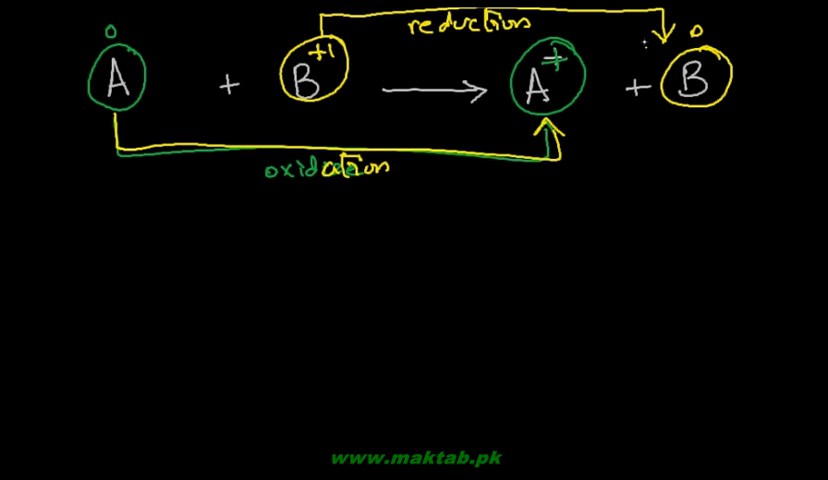 reduction
0 0
A + B+1 → A+ + B
oxidation
www.maktab.pk